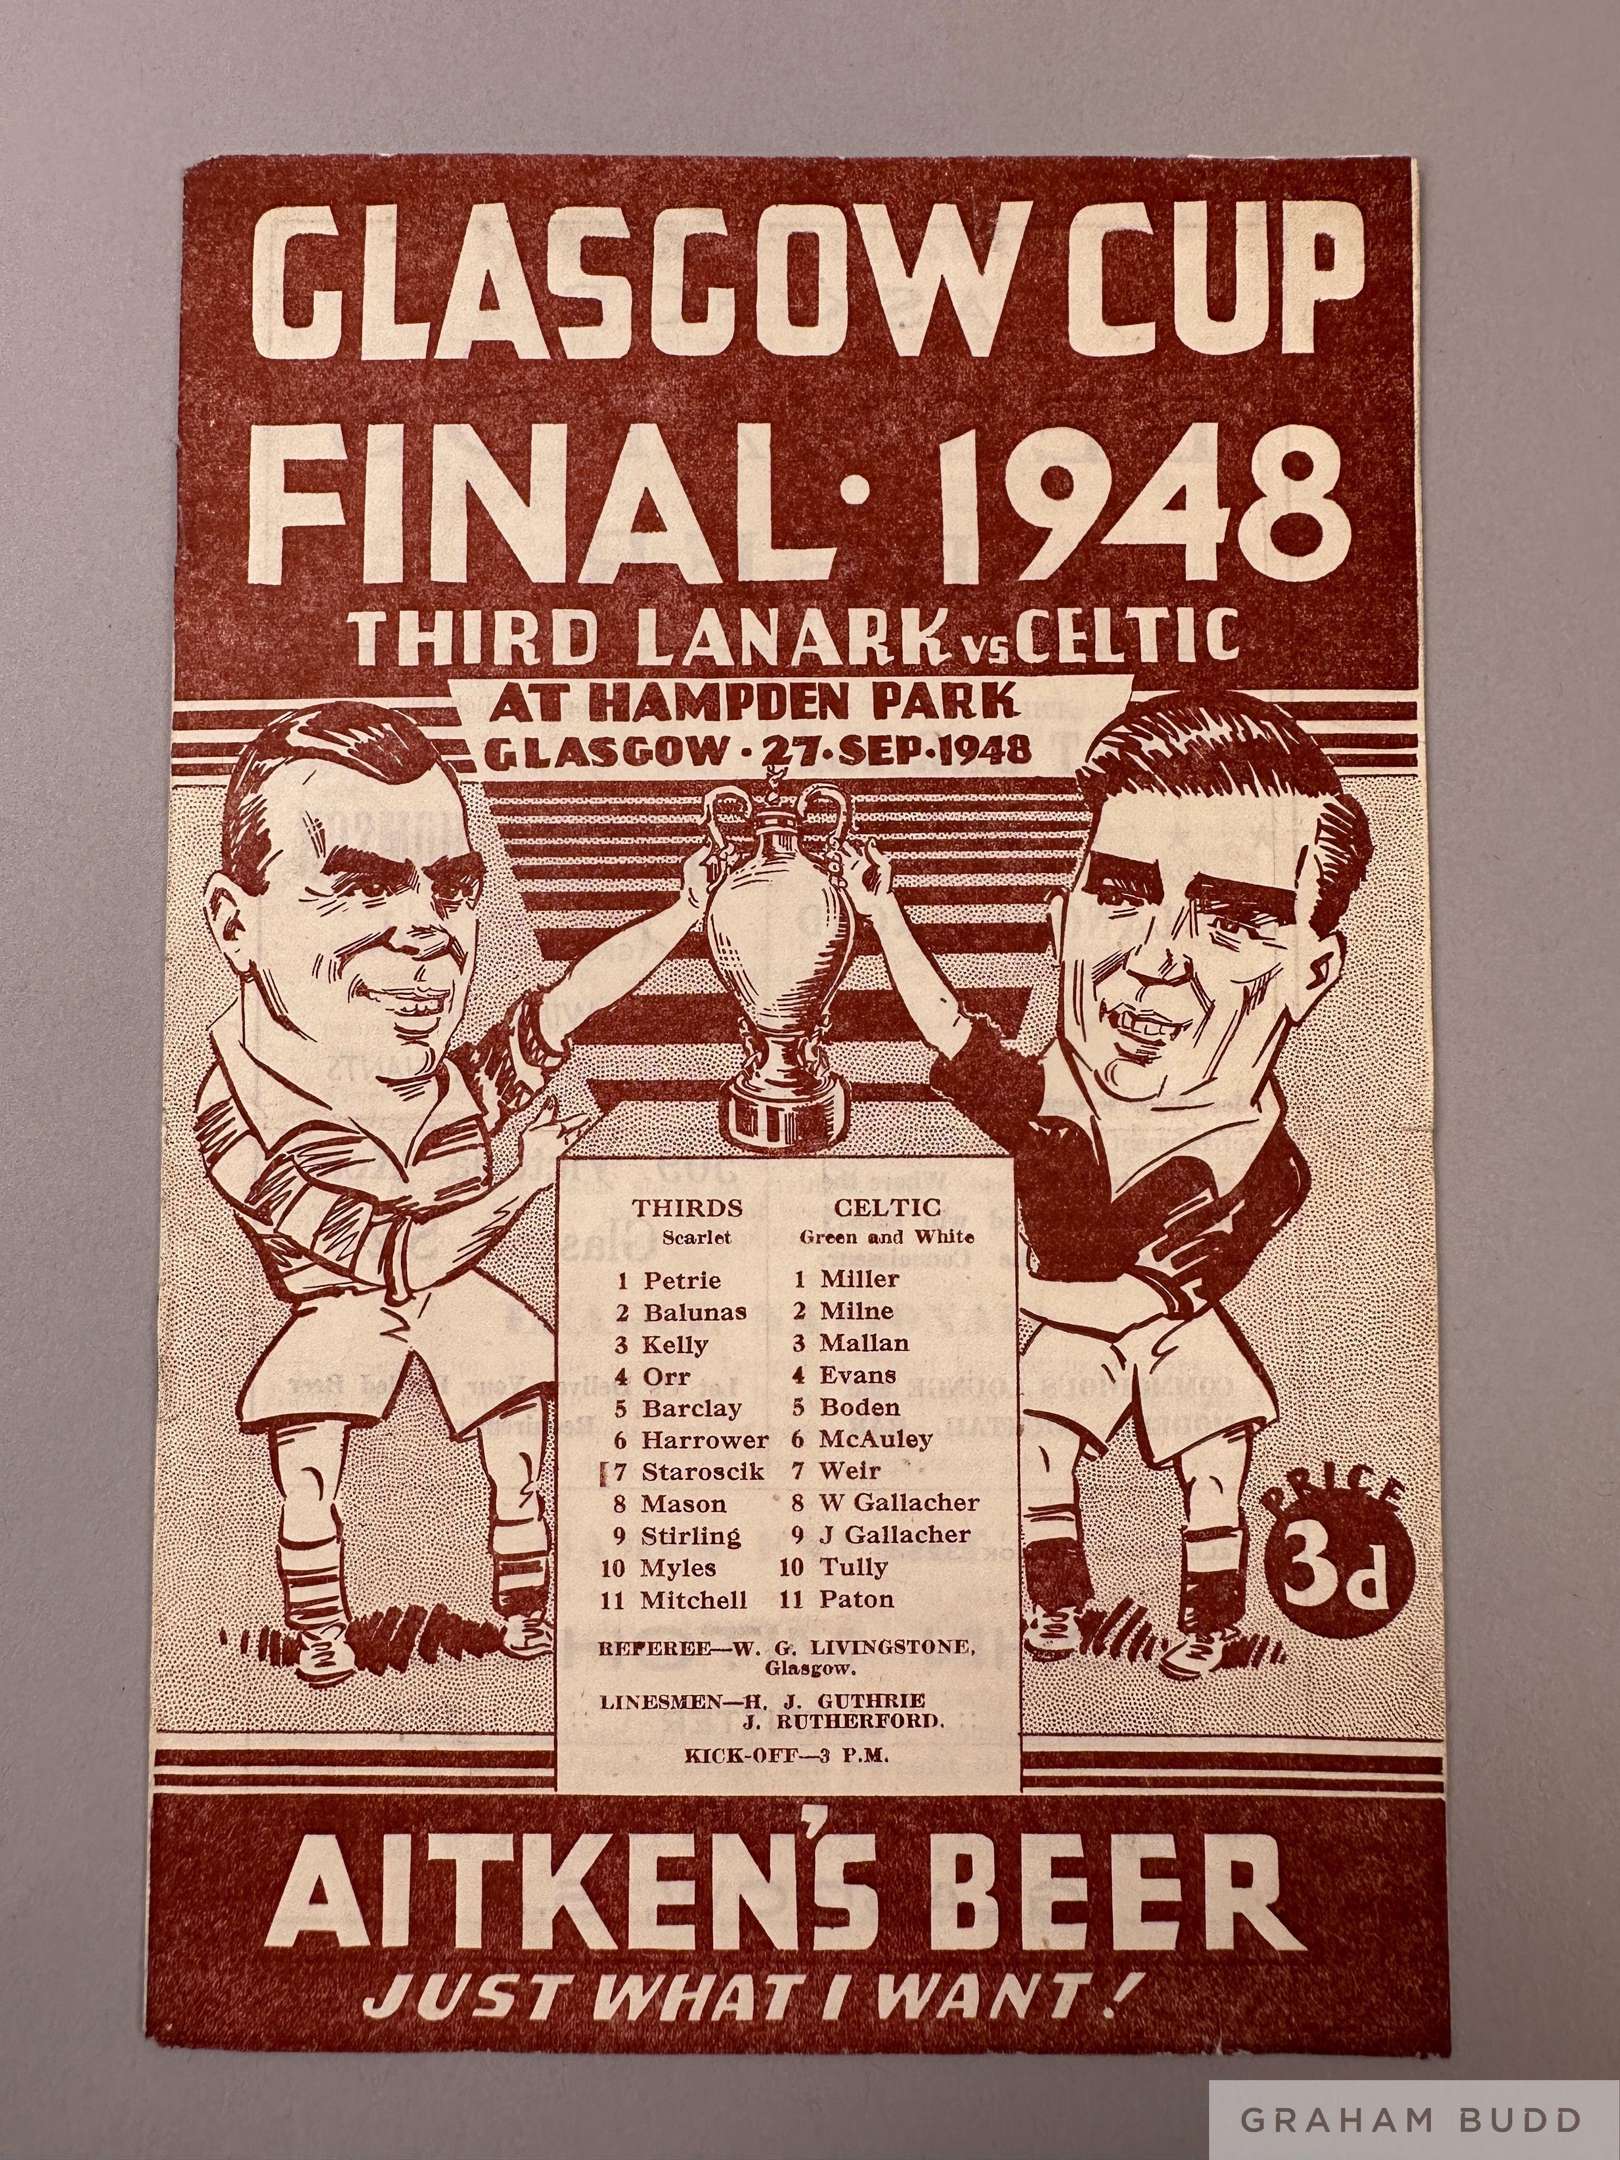 GLASGOW CUP
FINAL · 1948
THIRD LANARK vs CELTIC
AT HAMPDEN PARK
GLASGOW · 27 · SEP · 1948
THIRDS CELTIC
Scarlet Green and White
1 Petrie 1 Miller
2 Balunas 2 Milne
3 Kelly 3 Mallan
4 Orr 4 Evans
5 Barclay 5 Boden
6 Harrower 6 McAuley
7 Staroscik 7 Weir
8 Mason 8 W Gallacher
9 Stirling 9 J Gallacher
10 Myles 10 Tully
11 Mitchell 11 Paton
REFEREE—W. G. LIVINGSTONE,
Glasgow.
LINESMEN—H. J. GUTHRIE
J. RUTHERFORD.
KICK-OFF—3 P.M.
PRICE
3d
AITKEN'S BEER
JUST WHAT I WANT!
GRAHAM BUDD